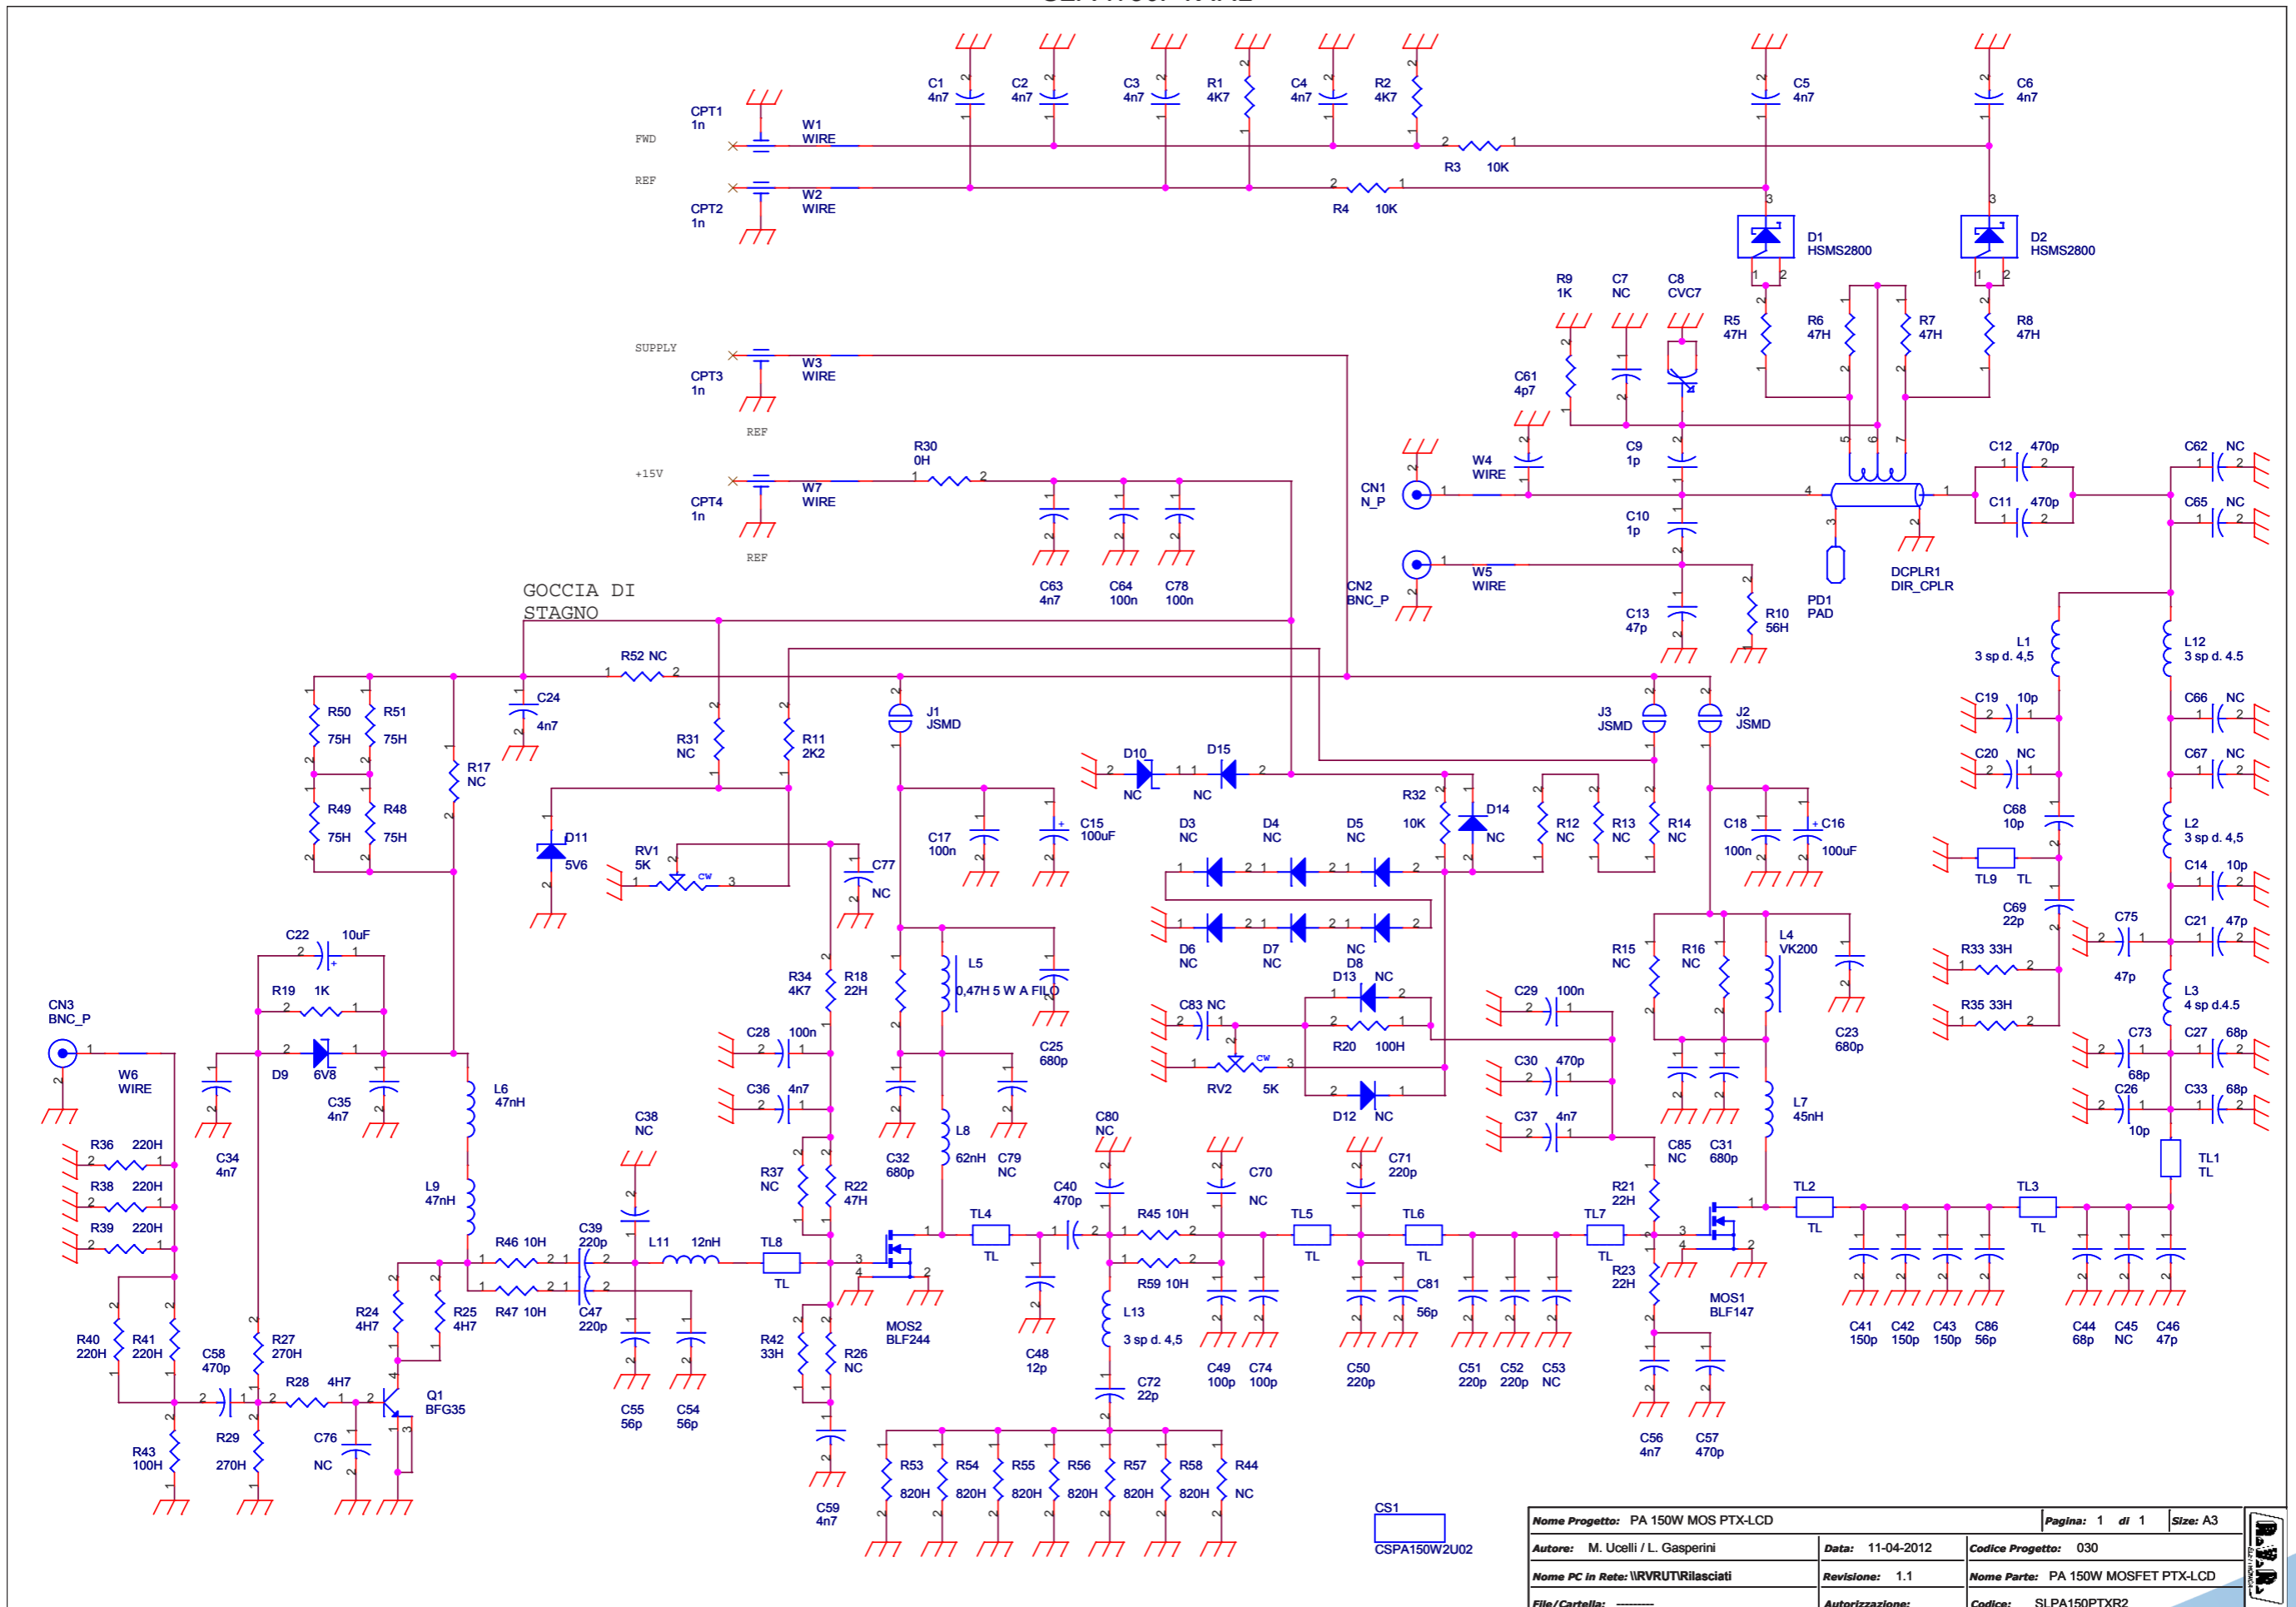 CPT1
1n
FWD
W1
WIRE
REF
CPT2
1n
W2
WIRE
C1
4n7
C2
4n7
C3
4n7
R1
4K7
C4
4n7
R2
4K7
R3 10K
R4 10K
C5
4n7
C6
4n7
D1
HSMS2800
D2
HSMS2800
R5
47H
R6
47H
R7
47H
R8
47H
SUPPLY
CPT3
1n
W3
WIRE
REF
+15V
CPT4
1n
W7
WIRE
REF
R30
0H
C63
4n7
C64
100n
C78
100n
R9
1K
C7
NC
C8
CVC7
C61
4p7
CN1
N_P
W4
WIRE
C9
1p
C10
1p
CN2
BNC_P
W5
WIRE
C13
47p
R10
56H
PD1
PAD
DCPLR1
DIR_CPLR
C12 470p
C11 470p
C62 NC
C65 NC
GOCCIA DI
STAGNO
R52 NC
C24
4n7
R50
75H
R51
75H
R49
75H
R48
75H
R17
NC
R31
NC
R11
2K2
D11
5V6
RV1
5K
CW
C77
NC
J1
JSMD
C17
100n
C15
100uF
D10
NC
D15
NC
D3
NC
D4
NC
D5
NC
D6
NC
D7
NC
NC
D8
R32
10K
D14
NC
R12
NC
R13
NC
R14
NC
J3
JSMD
J2
JSMD
C18
100n
C16
100uF
L1
3 sp d. 4,5
L12
3 sp d. 4.5
C19 10p
C20 NC
C66 NC
C67 NC
C68
10p
L2
3 sp d. 4,5
TL9 TL
C14 10p
C69
22p
C75
47p
C21 47p
R33 33H
R35 33H
L3
4 sp d.4.5
C73
68p
C27 68p
C26
10p
C33 68p
TL1
TL
C22 10uF
R19 1K
D9 6V8
C34
4n7
C35
4n7
CN3
BNC_P
W6
WIRE
R36 220H
R38 220H
R39 220H
R40
220H
R41
220H
C58
470p
R27
270H
R28 4H7
R43
100H
R29
270H
C76
NC
Q1
BFG35
R24
4H7
R25
4H7
L6
47nH
L9
47nH
R46 10H
R47 10H
C39
220p
C47
220p
C38
NC
L11 12nH
C55
56p
C54
56p
TL8
TL
R34
4K7
R18
22H
C28 100n
C36 4n7
R37
NC
R22
47H
R42
33H
R26
NC
C59
4n7
L5
0,47H 5 W A FILO
C25
680p
C32
680p
L8
62nH
C79
NC
MOS2
BLF244
TL4
TL
C48
12p
C40
470p
C80
NC
R45 10H
R59 10H
L13
3 sp d. 4,5
C72
22p
R53
820H
R54
820H
R55
820H
R56
820H
R57
820H
R58
820H
R44
NC
C70
NC
C49
100p
C74
100p
TL5
TL
C71
220p
C50
220p
C81
56p
TL6
TL
C51
220p
C52
220p
C53
NC
TL7
TL
C83 NC
RV2 5K
CW
D13 NC
R20 100H
D12 NC
C29 100n
C30 470p
C37 4n7
R15
NC
R16
NC
L4
VK200
C23
680p
C85
NC
C31
680p
L7
45nH
R21
22H
R23
22H
MOS1
BLF147
C56
4n7
C57
470p
TL2
TL
C41
150p
C42
150p
C43
150p
C86
56p
TL3
TL
C44
68p
C45
NC
C46
47p
CS1
CSPA150W2U02
Nome Progetto: PA 150W MOS PTX-LCD
Pagina: 1 di 1
Size: A3
Autore: M. Ucelli / L. Gasperini
Data: 11-04-2012
Codice Progetto: 030
Nome PC in Rete: \\RVRUT\Rilasciati
Revisione: 1.1
Nome Parte: PA 150W MOSFET PTX-LCD
File/Cartella: ---------
Autorizzazione:
Codice: SLPA150PTXR2
R.V.R.